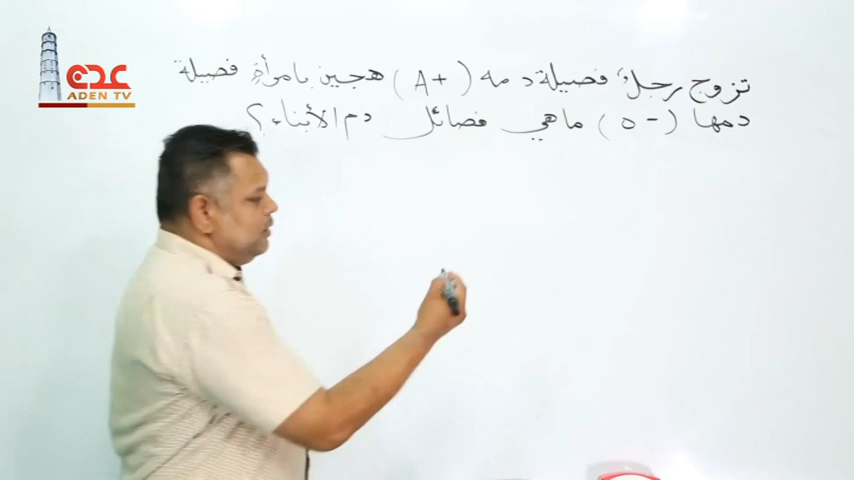 عدن
ADEN TV
تزوج رجلٌ فصيلة دمه (A+) هجين بامرأةٍ فصيلة
دمها (o-) ماهي فصائل دم الأبناء؟